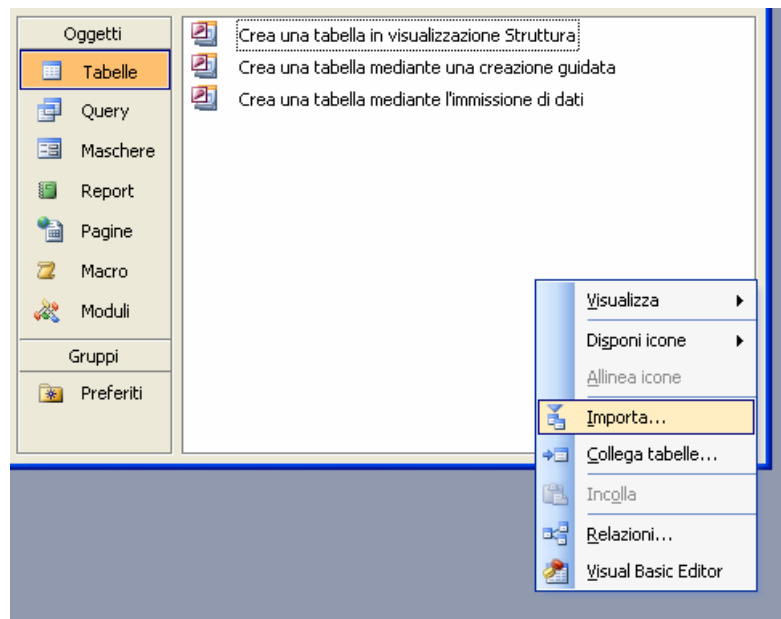 Oggetti
Tabelle
Query
Maschere
Report
Pagine
Macro
Moduli
Gruppi
Preferiti
Crea una tabella in visualizzazione Struttura
Crea una tabella mediante una creazione guidata
Crea una tabella mediante l'immissione di dati
Visualizza
Disponi icone
Allinea icone
Importa...
Collega tabelle...
Incolla
Relazioni...
Visual Basic Editor